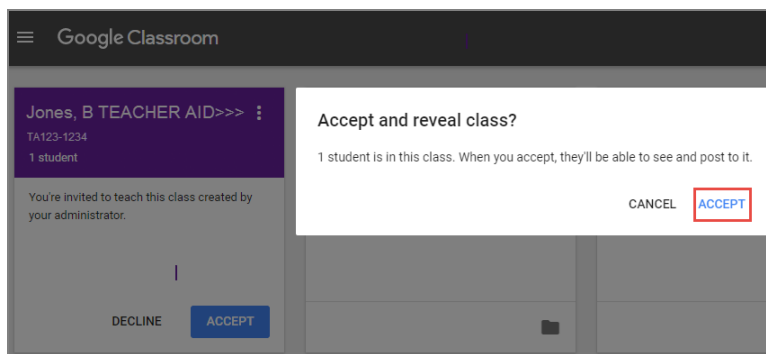 Google Classroom
Jones, B TEACHER AID>>>
TA123-1234
1 student
You're invited to teach this class created by
your administrator.
DECLINE ACCEPT
Accept and reveal class?
1 student is in this class. When you accept, they'll be able to see and post to it.
CANCEL ACCEPT